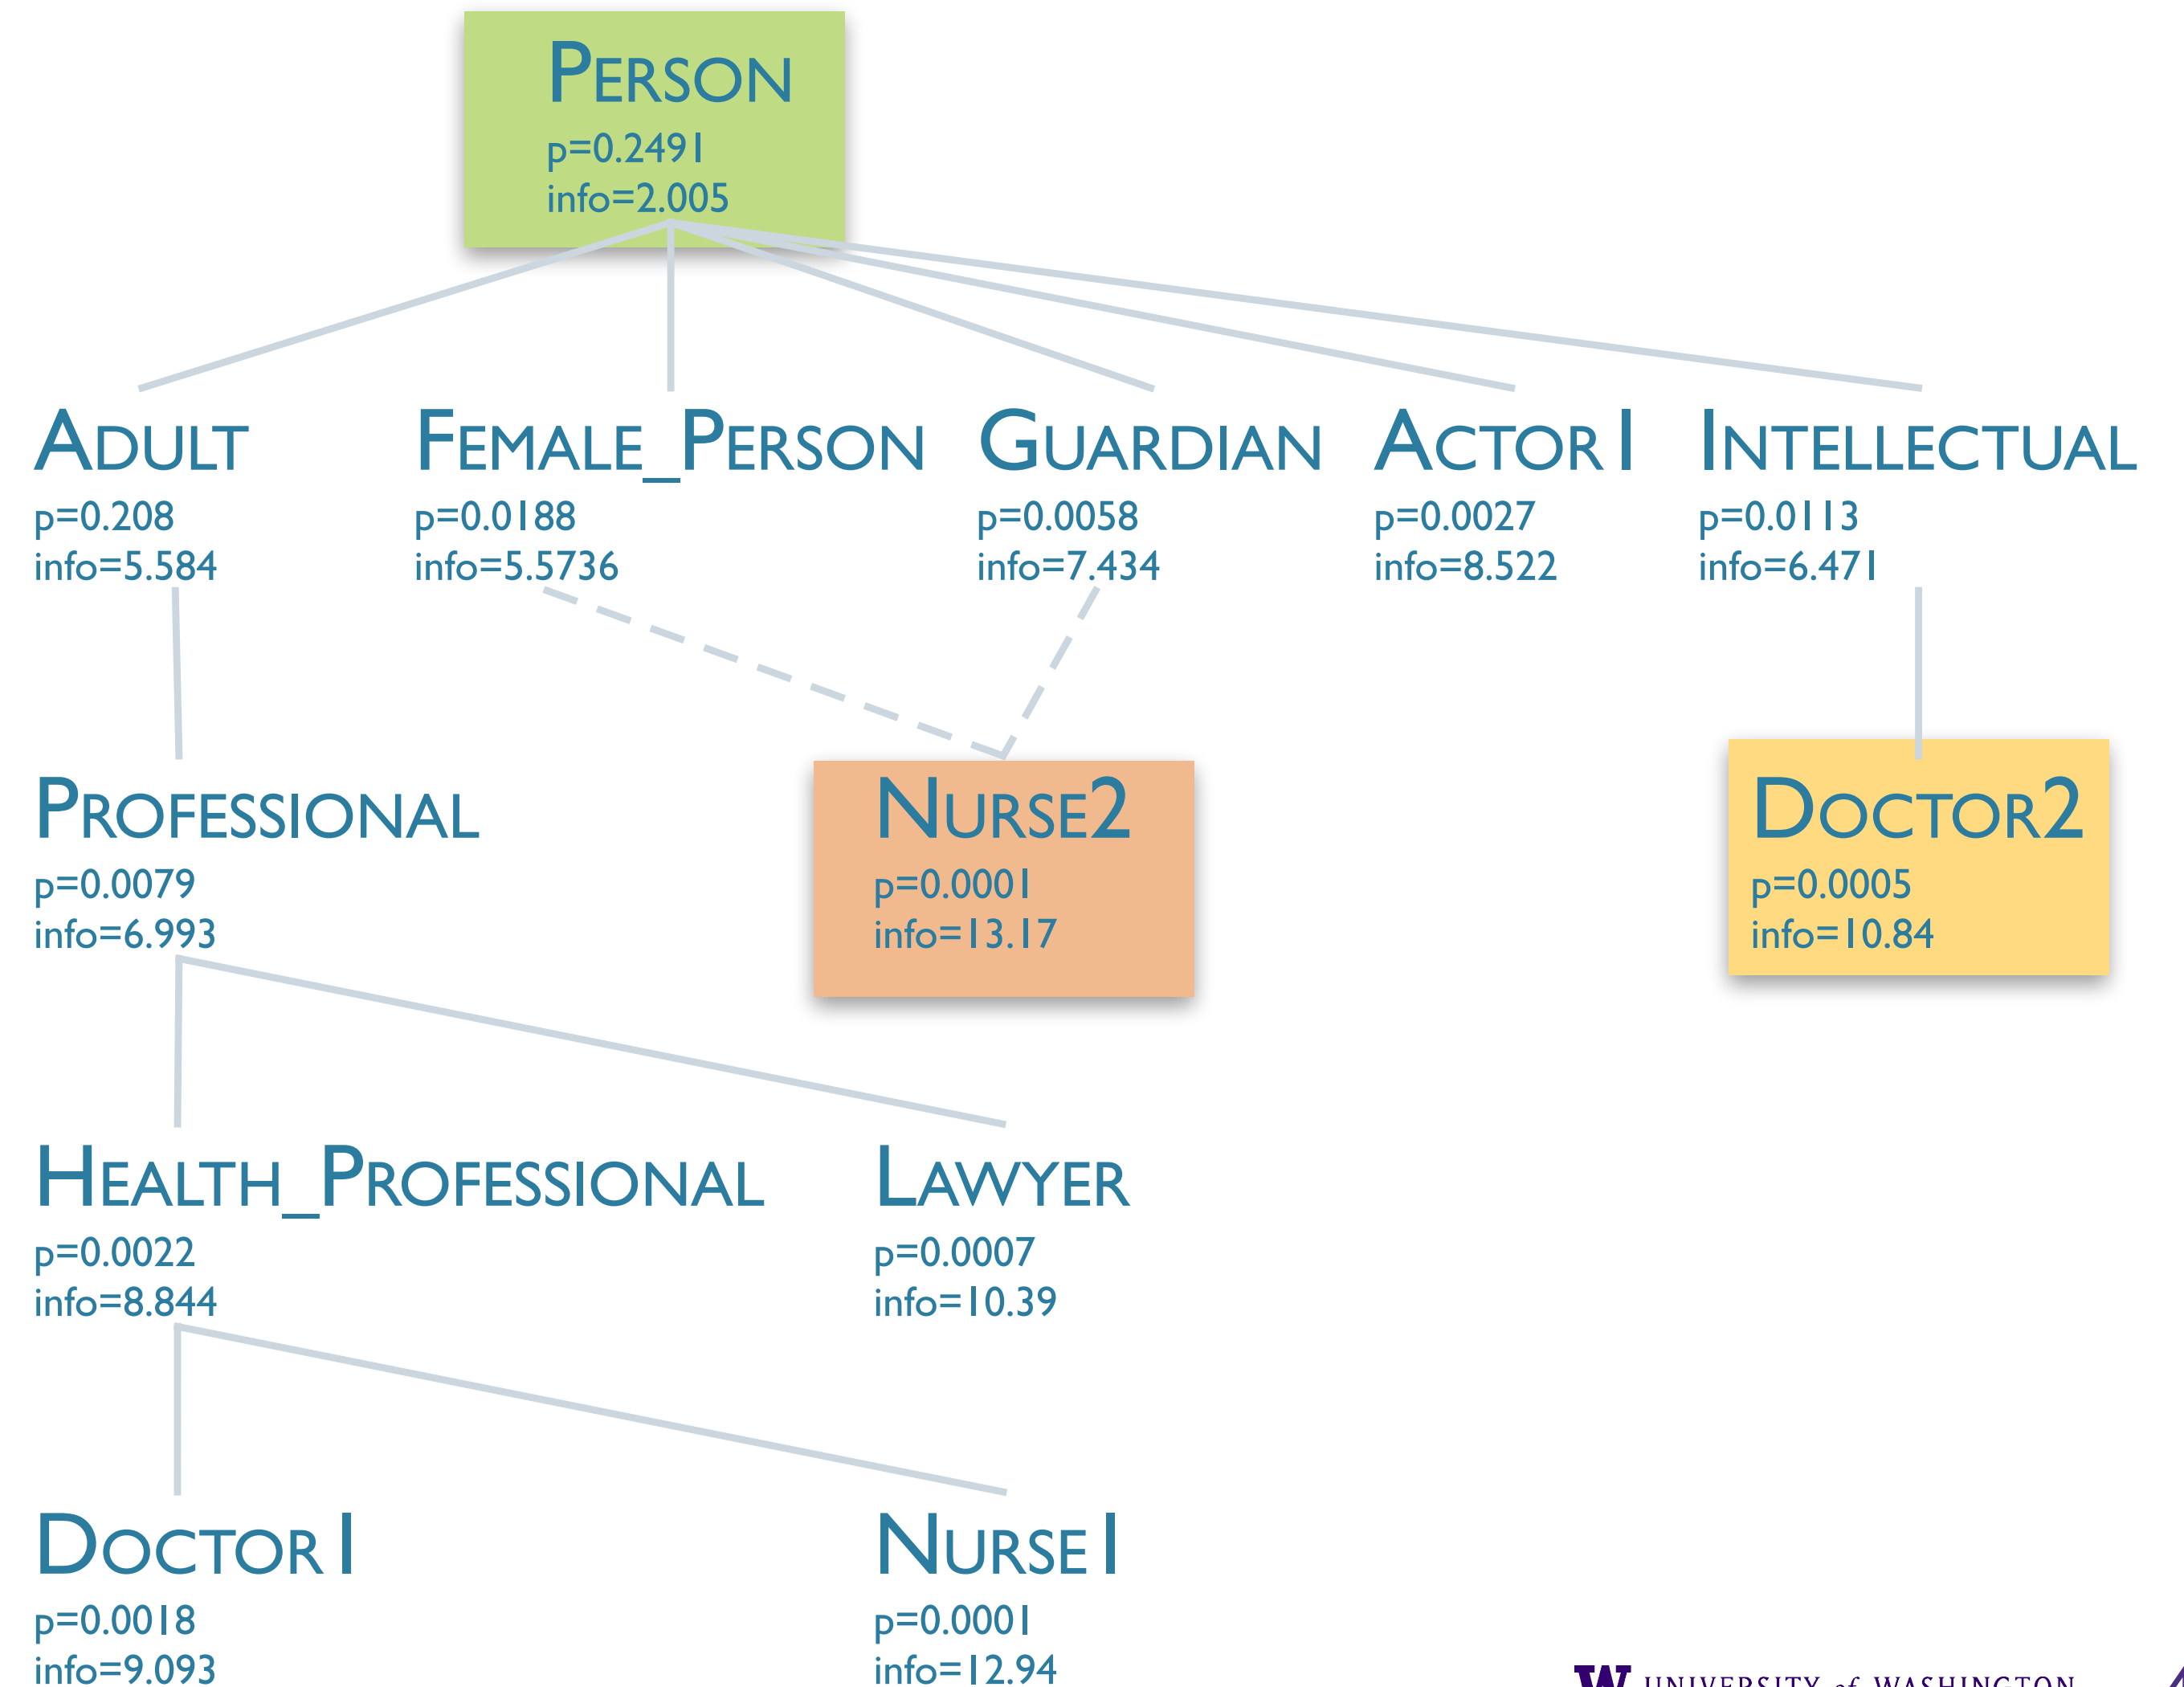 PERSON
p=0.2491
info=2.005
ADULT
p=0.208
info=5.584
FEMALE_PERSON
p=0.0188
info=5.5736
GUARDIAN
p=0.0058
info=7.434
ACTOR1
p=0.0027
info=8.522
INTELLECTUAL
p=0.0113
info=6.471
PROFESSIONAL
p=0.0079
info=6.993
NURSE2
p=0.0001
info=13.17
DOCTOR2
p=0.0005
info=10.84
HEALTH_PROFESSIONAL
p=0.0022
info=8.844
LAWYER
p=0.0007
info=10.39
DOCTOR1
p=0.0018
info=9.093
NURSE1
p=0.0001
info=12.94
W UNIVERSITY of WASHINGTON